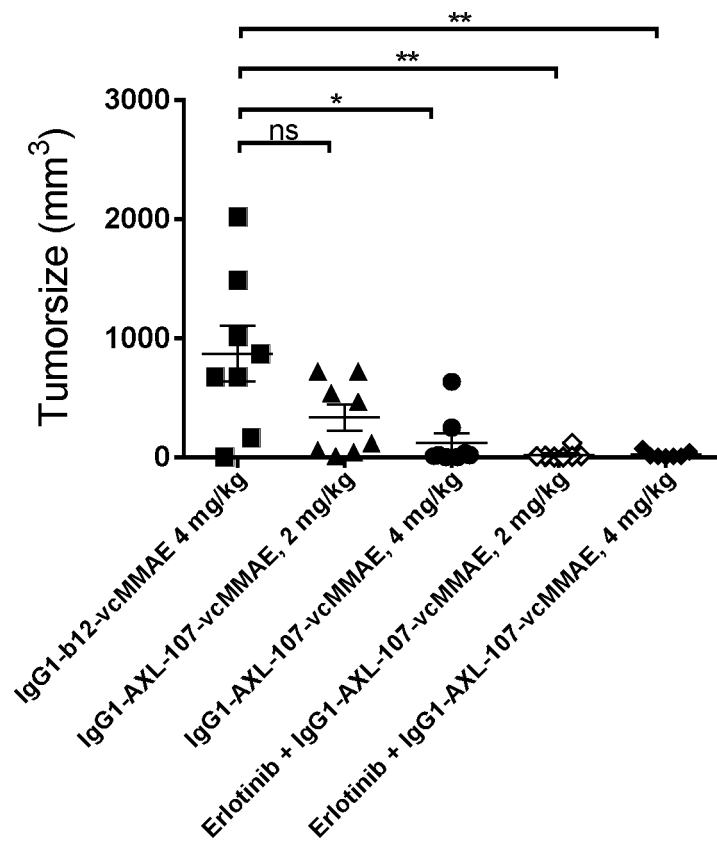 **
**
*
ns
Tumorsize (mm³)
3000
2000
1000
0
IgG1-b12-vcMMAE 4 mg/kg
IgG1-AXL-107-vcMMAE, 2 mg/kg
IgG1-AXL-107-vcMMAE, 4 mg/kg
Erlotinib + IgG1-AXL-107-vcMMAE, 2 mg/kg
Erlotinib + IgG1-AXL-107-vcMMAE, 4 mg/kg